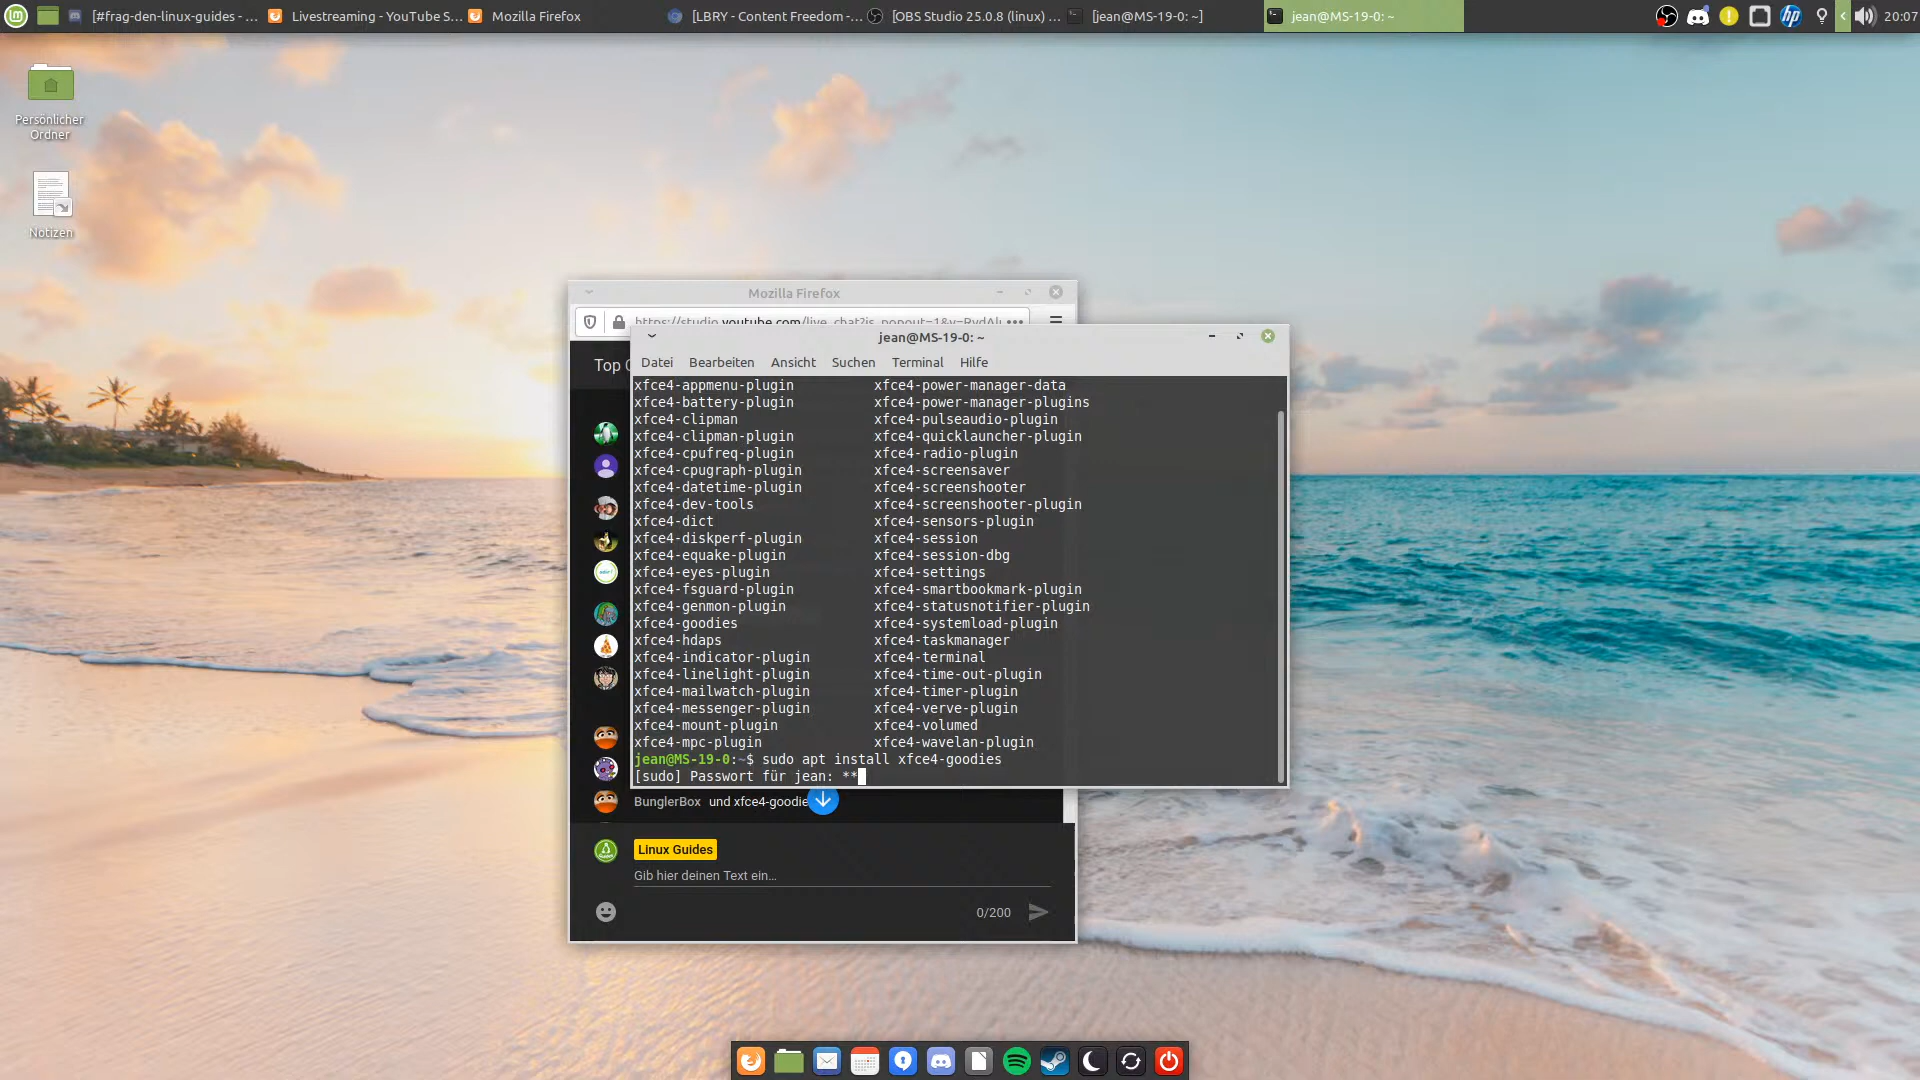 [#frag-den-linux-guides - ...
Livestreaming - YouTube S...
Mozilla Firefox
[LBRY - Content Freedom -...
[OBS Studio 25.0.8 (linux) ...
[jean@MS-19-0: ~]
jean@MS-19-0: ~
hp
20:07
Persönlicher
Ordner
Notizen
Mozilla Firefox
https://studio.youtube.com/live_chat?is_popout=1&v=
jean@MS-19-0: ~
Top
Datei Bearbeiten Ansicht Suchen Terminal Hilfe
xfce4-appmenu-plugin xfce4-power-manager-data
xfce4-battery-plugin xfce4-power-manager-plugins
xfce4-clipman xfce4-pulseaudio-plugin
xfce4-clipman-plugin xfce4-quicklauncher-plugin
xfce4-cpufreq-plugin xfce4-radio-plugin
xfce4-cpugraph-plugin xfce4-screensaver
xfce4-datetime-plugin xfce4-screenshooter
xfce4-dev-tools xfce4-screenshooter-plugin
xfce4-dict xfce4-sensors-plugin
xfce4-diskperf-plugin xfce4-session
xfce4-equake-plugin xfce4-session-dbg
xfce4-eyes-plugin xfce4-settings
xfce4-fsguard-plugin xfce4-smartbookmark-plugin
xfce4-genmon-plugin xfce4-statusnotifier-plugin
xfce4-goodies xfce4-systemload-plugin
xfce4-hdaps xfce4-taskmanager
xfce4-indicator-plugin xfce4-terminal
xfce4-linelight-plugin xfce4-time-out-plugin
xfce4-mailwatch-plugin xfce4-timer-plugin
xfce4-messenger-plugin xfce4-verve-plugin
xfce4-mount-plugin xfce4-volumed
xfce4-mpc-plugin xfce4-wavelan-plugin
jean@MS-19-0:~$ sudo apt install xfce4-goodies
[sudo] Passwort für jean: **
BunglerBox und xfce4-goodie
Linux Guides
Gib hier deinen Text ein...
0/200